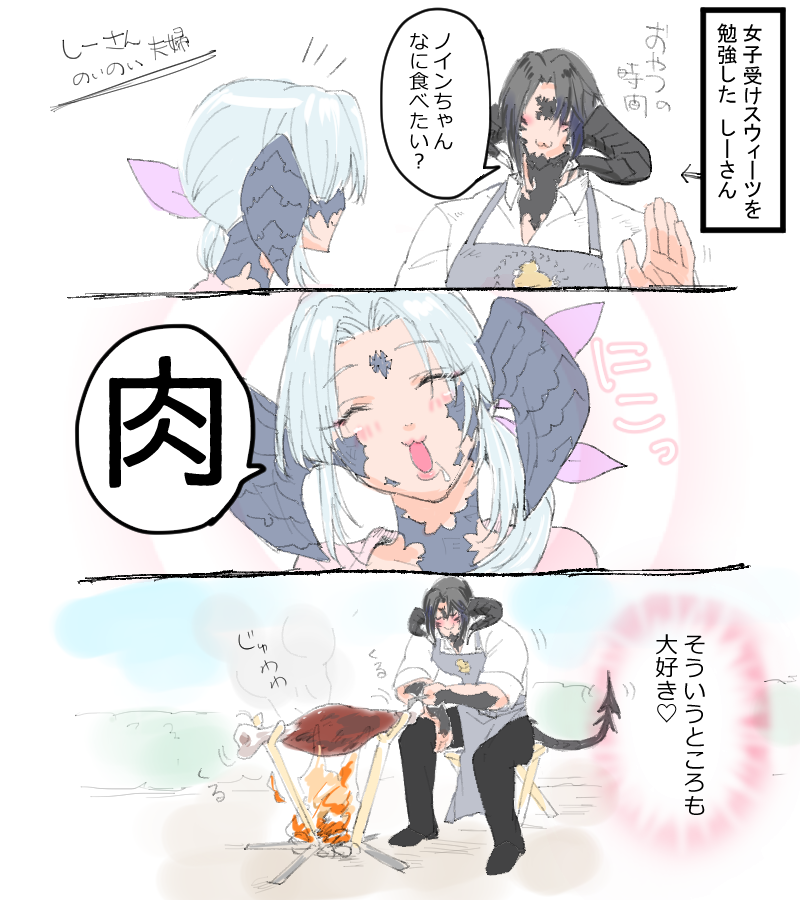 女子受けスウィーツを
勉強した しーさん
おやつの
時間
ノインちゃん
なに食べたい？
しーさん
のいのい夫婦
肉
にこっ
そういうところも
大好き♡
くる
じゅわわ
くる